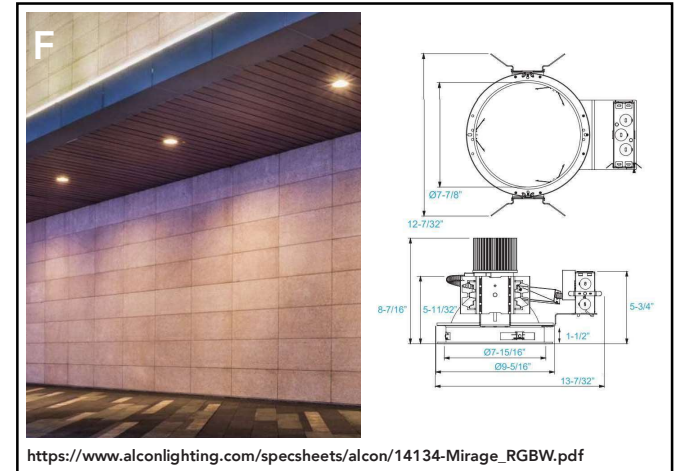 F
Ø7-7/8"
12-7/32"
8-7/16"
5-11/32"
5-3/4"
1-1/2"
Ø7-15/16"
Ø9-5/16"
13-7/32"
https://www.alconlighting.com/specsheets/alcon/14134-Mirage_RGBW.pdf